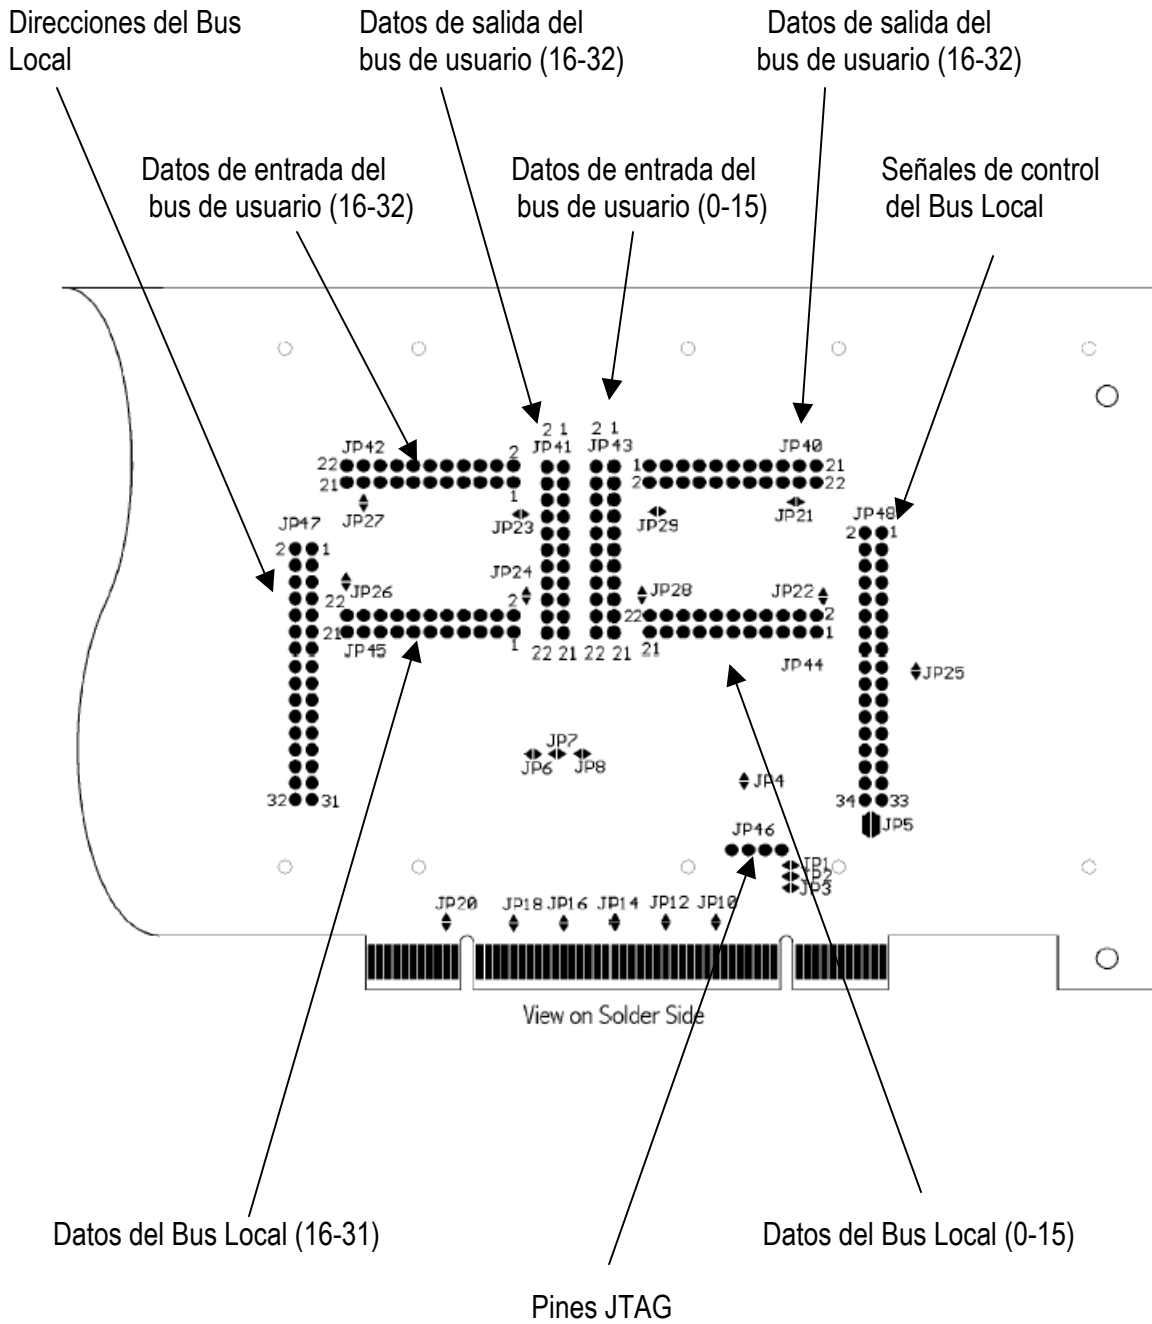 Direcciones del Bus
Local
Datos de salida del
bus de usuario (16-32)
Datos de salida del
bus de usuario (16-32)
Datos de entrada del
bus de usuario (16-32)
Datos de entrada del
bus de usuario (0-15)
Señales de control
del Bus Local
2 1 2 1
JP42 2 JP41 JP43 JP40
22 1 21
21 2 22
1
JP27 JP23 JP29 JP21
JP47 JP48
2 1 2 1
JP24
JP26 JP28 JP22
22 2 22 2
21 1 1
JP45 22 21 22 21 21
JP44
JP25
JP7
JP6 JP8
JP4
32 31 34 33
JP5
JP46
JP1
JP2
JP3
JP20 JP18 JP16 JP14 JP12 JP10
View on Solder Side
Datos del Bus Local (16-31)
Datos del Bus Local (0-15)
Pines JTAG